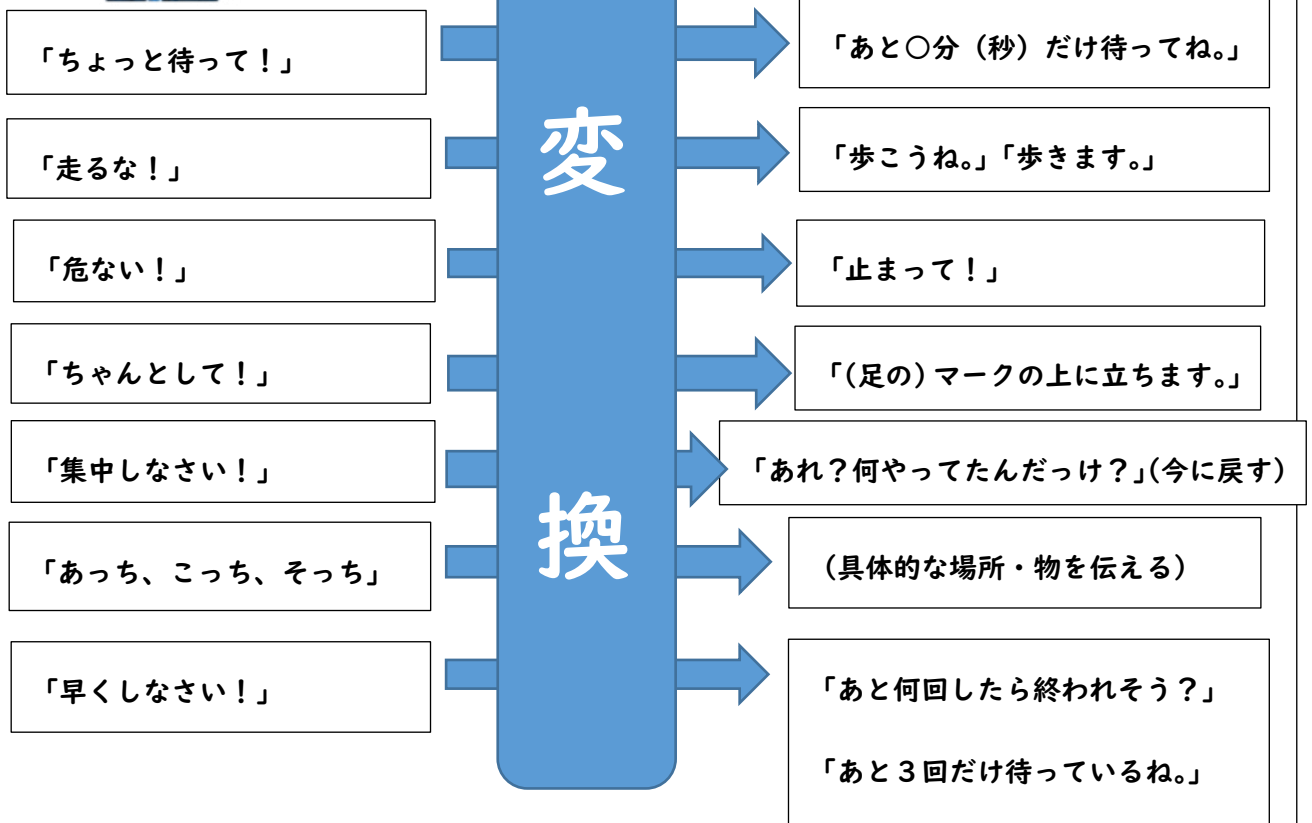 「ちょっと待って！」
「あと○分（秒）だけ待ってね。」
「走るな！」
「歩こうね。」「歩きます。」
「危ない！」
「止まって！」
「ちゃんとして！」
「（足の）マークの上に立ちます。」
「集中しなさい！」
「あれ？何やってたんだっけ？」（今に戻す）
「あっち、こっち、そっち」
（具体的な場所・物を伝える）
「早くしなさい！」
「あと何回したら終われそう？」
「あと３回だけ待っているね。」
変
換